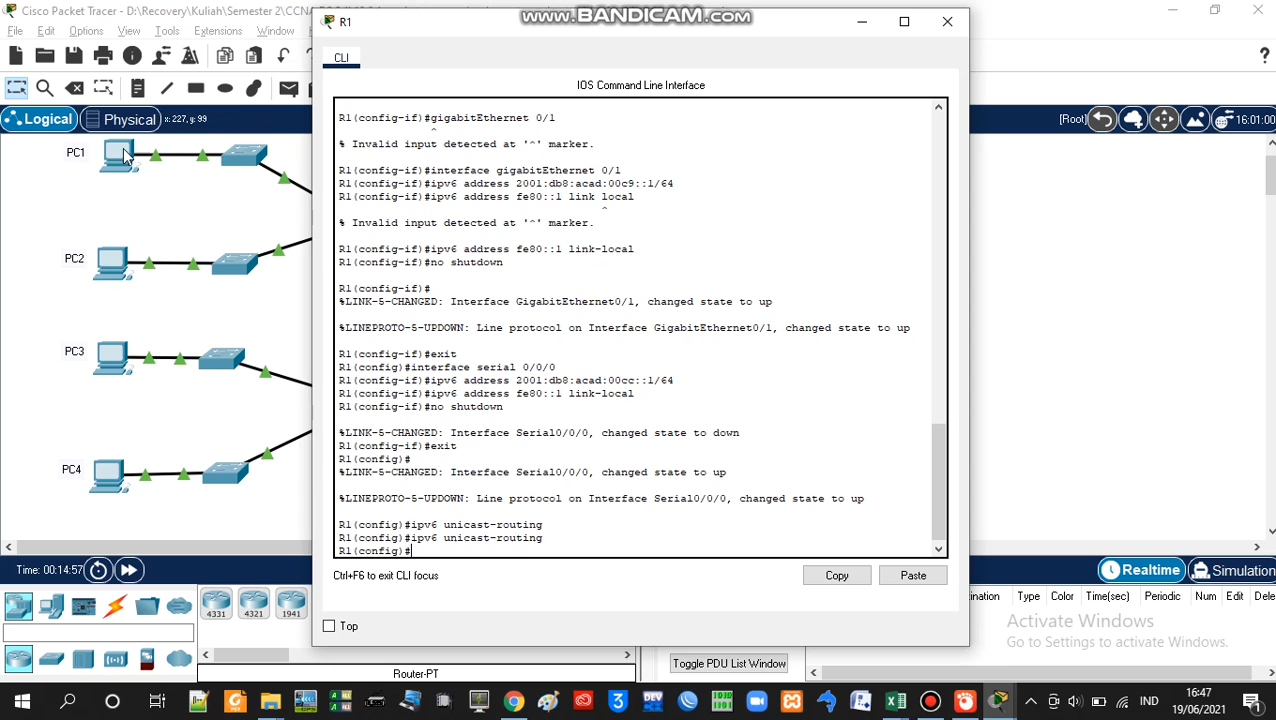 Cisco Packet Tracer - D:\Recovery\Kuliah\Semester 2\CCNA
www.BANDICAM.com
R1
File Edit Options View Tools Extensions Window
CLI
IOS Command Line Interface
Logical Physical x: 227, y: 99
[Root] 16:01:00
R1(config-if)#gigabitEthernet 0/1
^
% Invalid input detected at '^' marker.
R1(config-if)#interface gigabitEthernet 0/1
R1(config-if)#ipv6 address 2001:db8:acad:00c9::1/64
R1(config-if)#ipv6 address fe80::1 link local
^
% Invalid input detected at '^' marker.
R1(config-if)#ipv6 address fe80::1 link-local
R1(config-if)#no shutdown
R1(config-if)#
%LINK-5-CHANGED: Interface GigabitEthernet0/1, changed state to up
%LINEPROTO-5-UPDOWN: Line protocol on Interface GigabitEthernet0/1, changed state to up
R1(config-if)#exit
R1(config)#interface serial 0/0/0
R1(config-if)#ipv6 address 2001:db8:acad:00cc::1/64
R1(config-if)#ipv6 address fe80::1 link-local
R1(config-if)#no shutdown
%LINK-5-CHANGED: Interface Serial0/0/0, changed state to down
R1(config-if)#exit
R1(config)#
%LINK-5-CHANGED: Interface Serial0/0/0, changed state to up
%LINEPROTO-5-UPDOWN: Line protocol on Interface Serial0/0/0, changed state to up
R1(config)#ipv6 unicast-routing
R1(config)#ipv6 unicast-routing
R1(config)#
PC1
PC2
PC3
PC4
Ctrl+F6 to exit CLI focus
Copy Paste
Top
Time: 00:14:57
Realtime Simulation
4331 4321 1941
Type Color Time(sec) Periodic Num Edit Dele
Activate Windows
Go to Settings to activate Windows.
Toggle PDU List Window
Router-PT
IND
16:47
19/06/2021